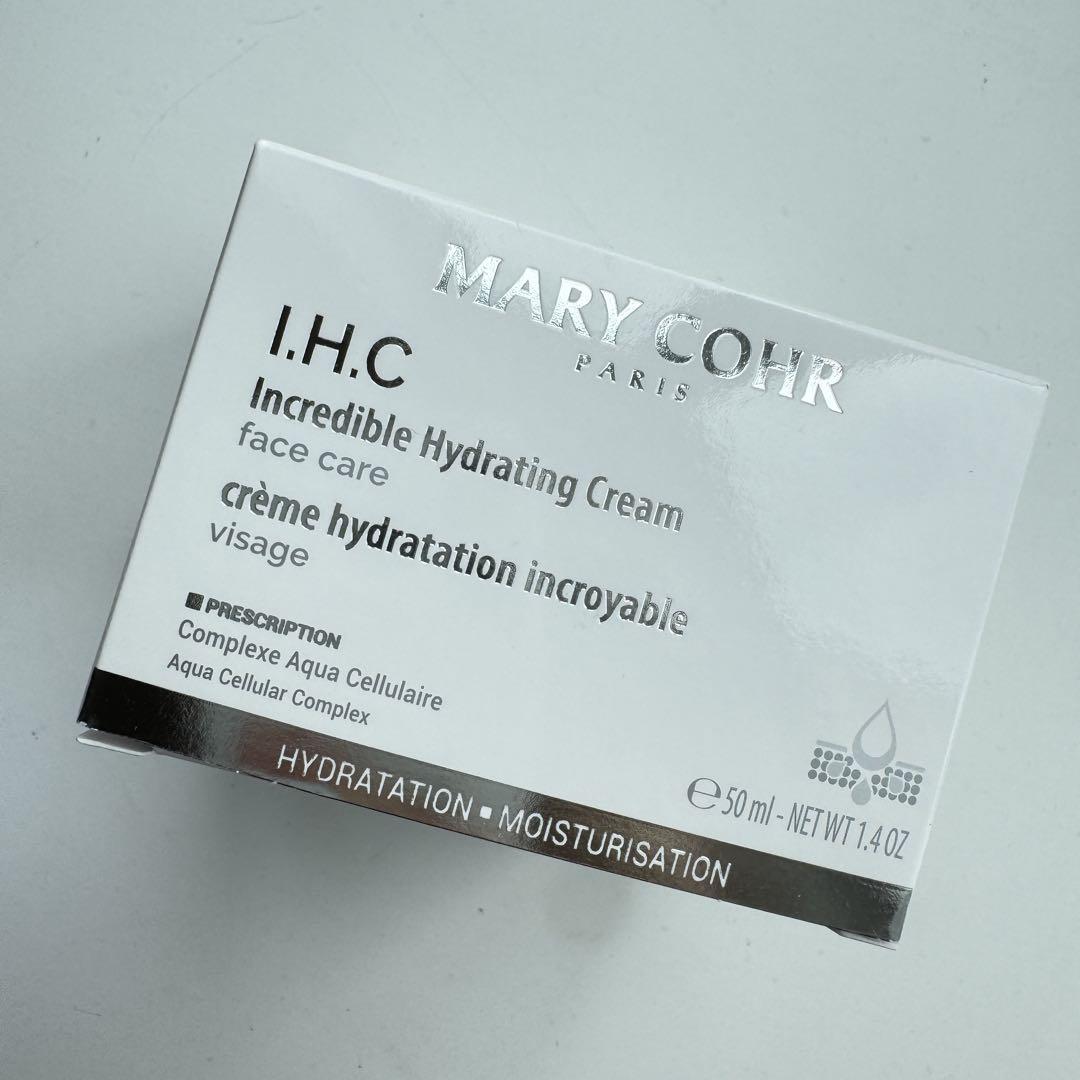 MARY COHR
PARIS
I.H.C
Incredible Hydrating Cream
face care
crème hydratation incroyable
visage
PRESCRIPTION
Complexe Aqua Cellulaire
Aqua Cellular Complex
℮ 50 ml - NET WT 1.4 OZ
HYDRATATION ▪ MOISTURISATION